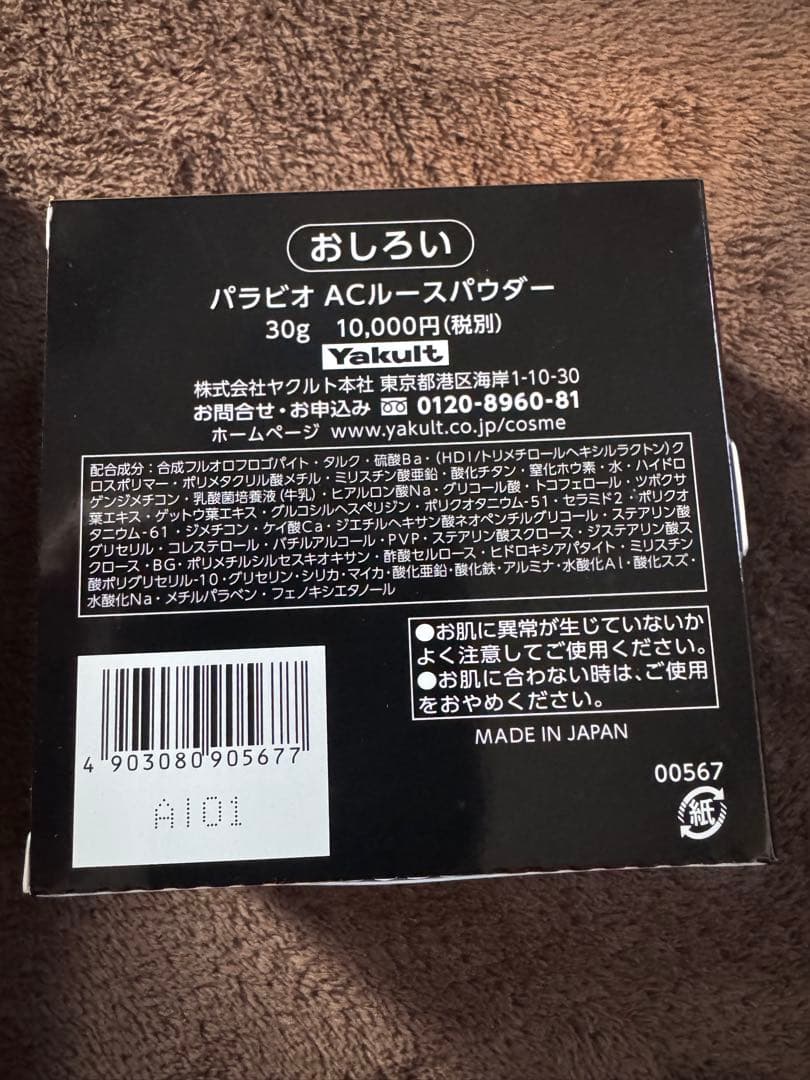 おしろい
パラビオ ACルースパウダー
30g 10,000円(税別)
Yakult
株式会社ヤクルト本社 東京都港区海岸1-10-30
お問合せ・お申込み 0120-8960-81
ホームページ www.yakult.co.jp/cosme
配合成分:合成フルオロフロゴパイト・タルク・硫酸Ba・(HDI/トリメチロールヘキシルラクトン)ク
ロスポリマー・ポリメタクリル酸メチル・ミリスチン酸亜鉛・酸化チタン・窒化ホウ素・水・ハイドロ
ゲンジメチコン・乳酸菌培養液(牛乳)・ヒアルロン酸Na・グリコール酸・トコフェロール・ツボクサ
葉エキス・ゲットウ葉エキス・グルコシルヘスペリジン・ポリクオタニウム-51・セラミド2・ポリクオ
タニウム-61・ジメチコン・ケイ酸Ca・ジエチルヘキサン酸ネオペンチルグリコール・ステアリン酸
グリセリル・コレステロール・バチルアルコール・PVP・ステアリン酸スクロース・ジステアリン酸ス
クロース・BG・ポリメチルシルセスキオキサン・酢酸セルロース・ヒドロキシアパタイト・ミリスチン
酸ポリグリセリル-10・グリセリン・シリカ・マイカ・酸化亜鉛・酸化鉄・アルミナ・水酸化Al・酸化スズ・
水酸化Na・メチルパラベン・フェノキシエタノール
●お肌に異常が生じていないか
よく注意してご使用ください。
●お肌に合わない時は、ご使用
をおやめください。
MADE IN JAPAN
4 903080 905677
A101
00567
紙